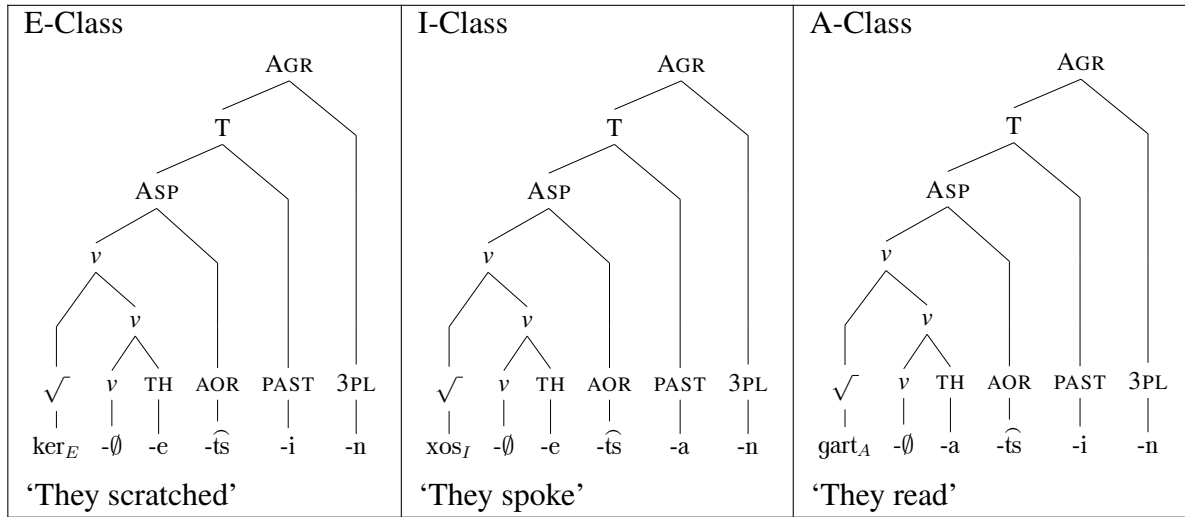 E-Class I-Class A-Class
AGR AGR AGR
T T T
ASP ASP ASP
v v v
v v v
√ v TH AOR PAST 3PL √ v TH AOR PAST 3PL √ v TH AOR PAST 3PL
ker_E -∅ -e -t͡s -i -n xos_I -∅ -e -t͡s -a -n ɡart_A -∅ -a -t͡s -i -n
‘They scratched’ ‘They spoke’ ‘They read’